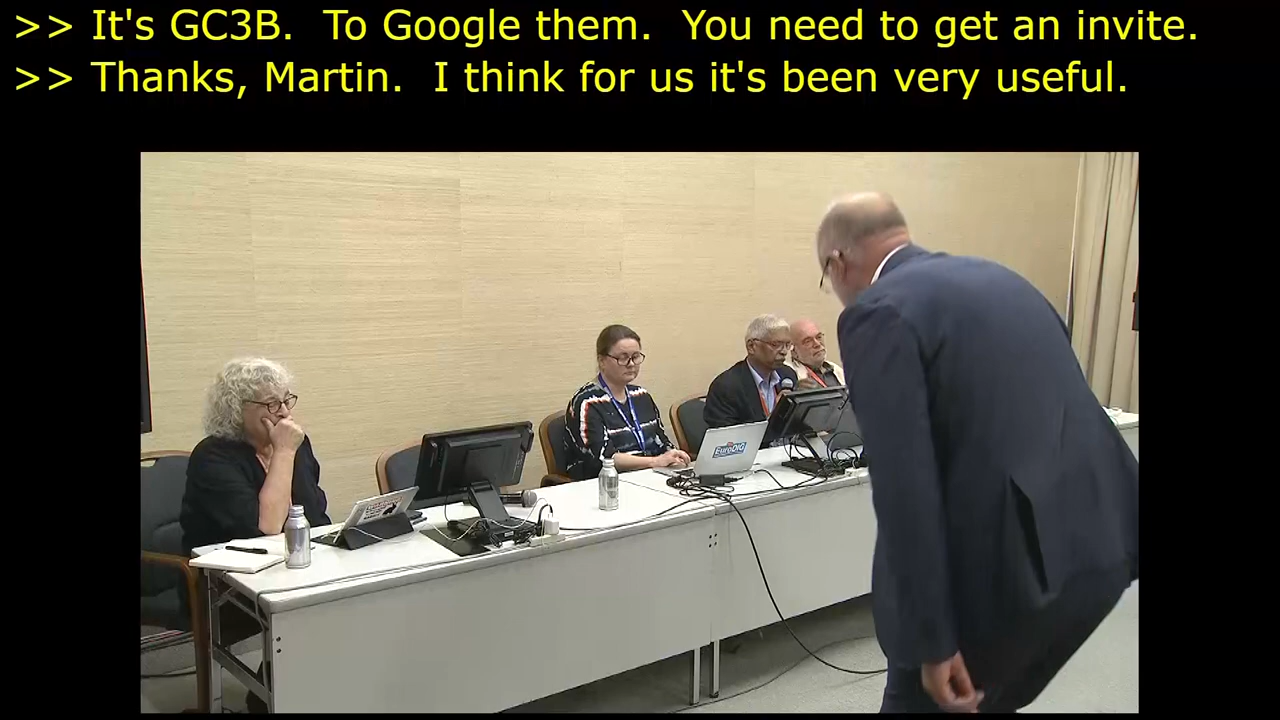 >> It's GC3B.  To Google them.  You need to get an invite.
>> Thanks, Martin.  I think for us it's been very useful.
EuroDIG